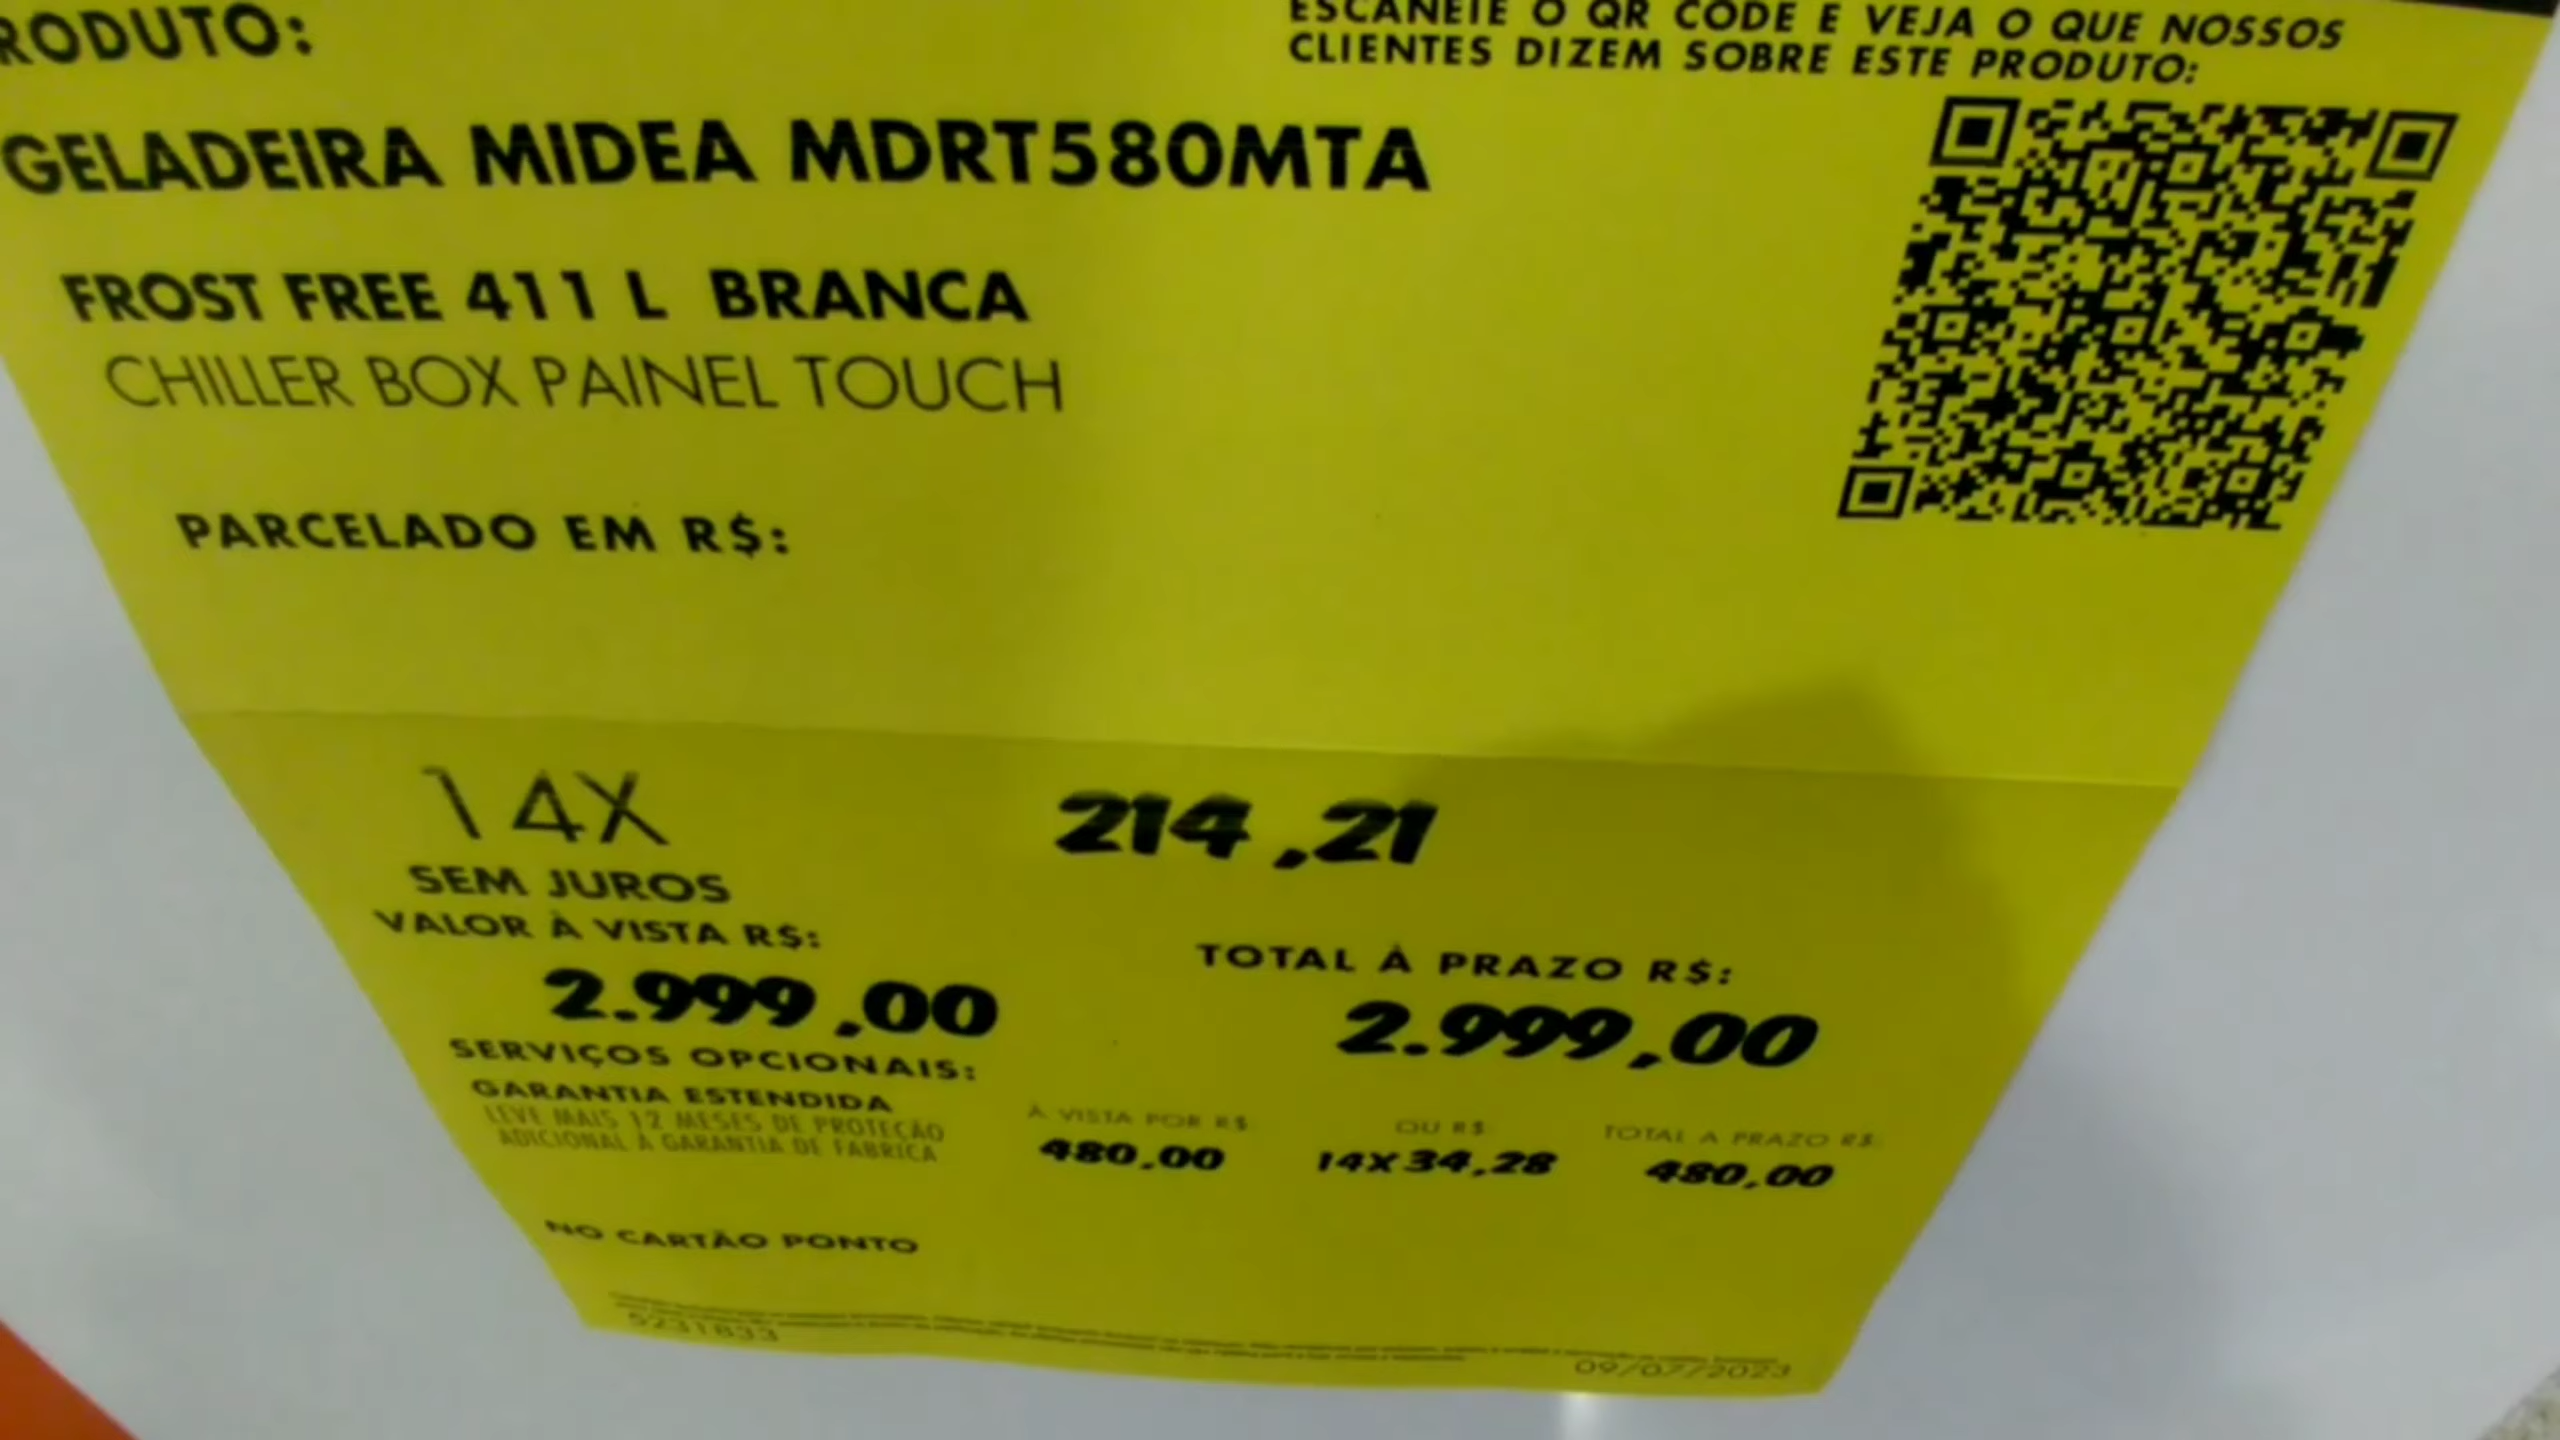 RODUTO:
ESCANEIE O QR CODE E VEJA O QUE NOSSOS
CLIENTES DIZEM SOBRE ESTE PRODUTO:
GELADEIRA MIDEA MDRT580MTA
FROST FREE 411 L BRANCA
CHILLER BOX PAINEL TOUCH
PARCELADO EM R$:
14X 214,21
SEM JUROS
VALOR À VISTA R$:
2.999,00
TOTAL À PRAZO R$:
2.999,00
SERVIÇOS OPCIONAIS:
GARANTIA ESTENDIDA
LEVE MAIS 12 MESES DE PROTEÇÃO
ADICIONAL À GARANTIA DE FABRICA
À VISTA POR R$
480,00
OU R$
14X 34,28
TOTAL A PRAZO R$
480,00
NO CARTÃO PONTO
5231833
09/07/2023